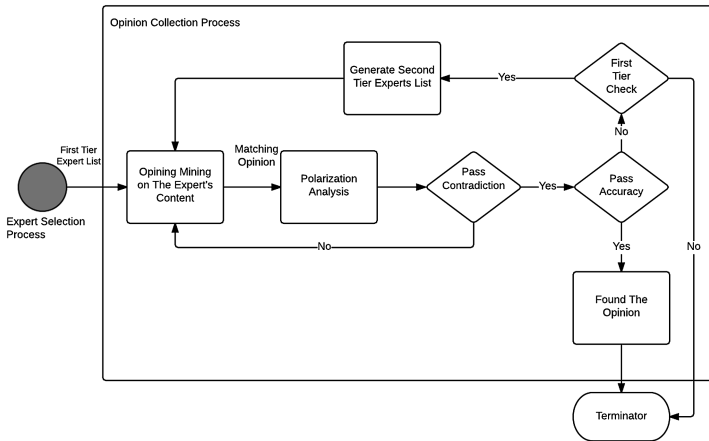 Opinion Collection Process
Generate Second
Tier Experts List
Yes
First
Tier
Check
First Tier
Expert List
Matching
Opinion
No
Opining Mining
on The Expert's
Content
Polarization
Analysis
Pass
Contradiction
Yes
Pass
Accuracy
Expert Selection
Process
No
Yes
No
Found The
Opinion
Terminator